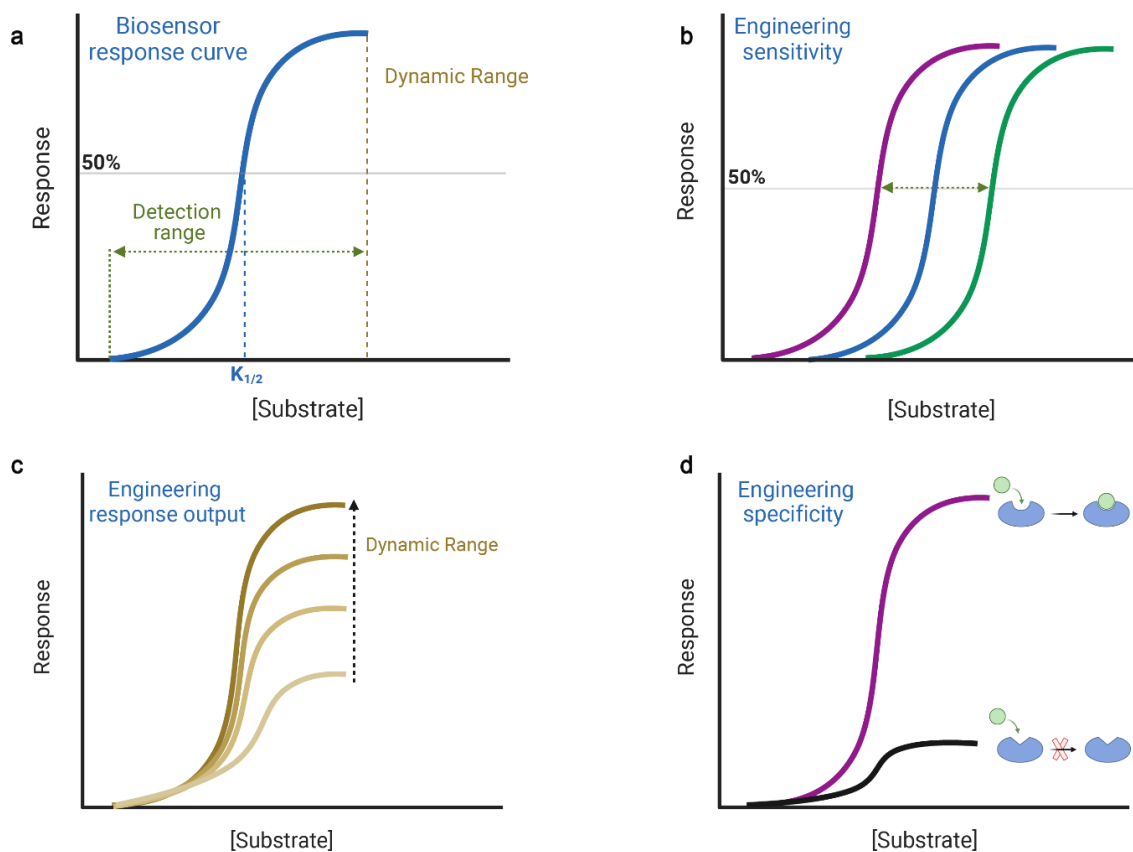 a
Biosensor
response curve
Dynamic Range
50%
Detection
range
Response
K1/2
[Substrate]
b
Engineering
sensitivity
50%
Response
[Substrate]
c
Engineering
response output
Dynamic Range
Response
[Substrate]
d
Engineering
specificity
Response
[Substrate]